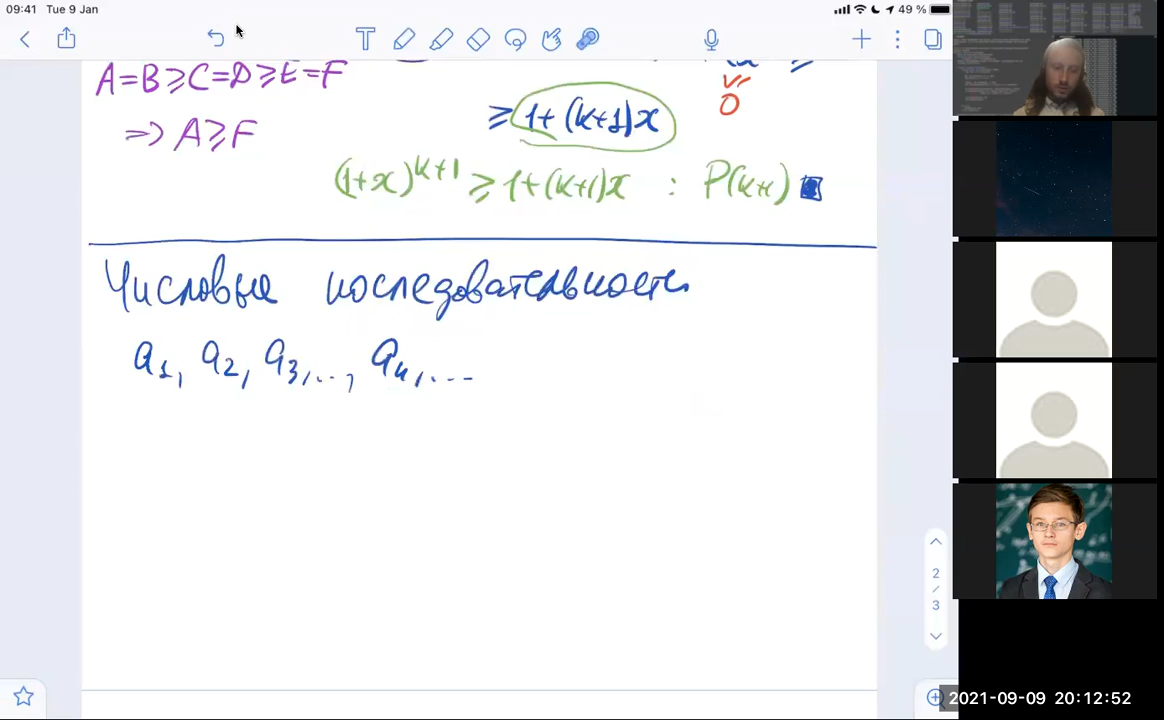 09:41 Tue 9 Jan 49 %
A=B⩾C=D⩾E=F
⇒ A⩾F
⩾ 1+(k+1)x
0
(1+x)^{k+1} ⩾ 1+(k+1)x : P(k+1)
Числовые последовательности
a₁, a₂, a₃,..., aₙ,...
2
/
3
2021-09-09 20:12:52